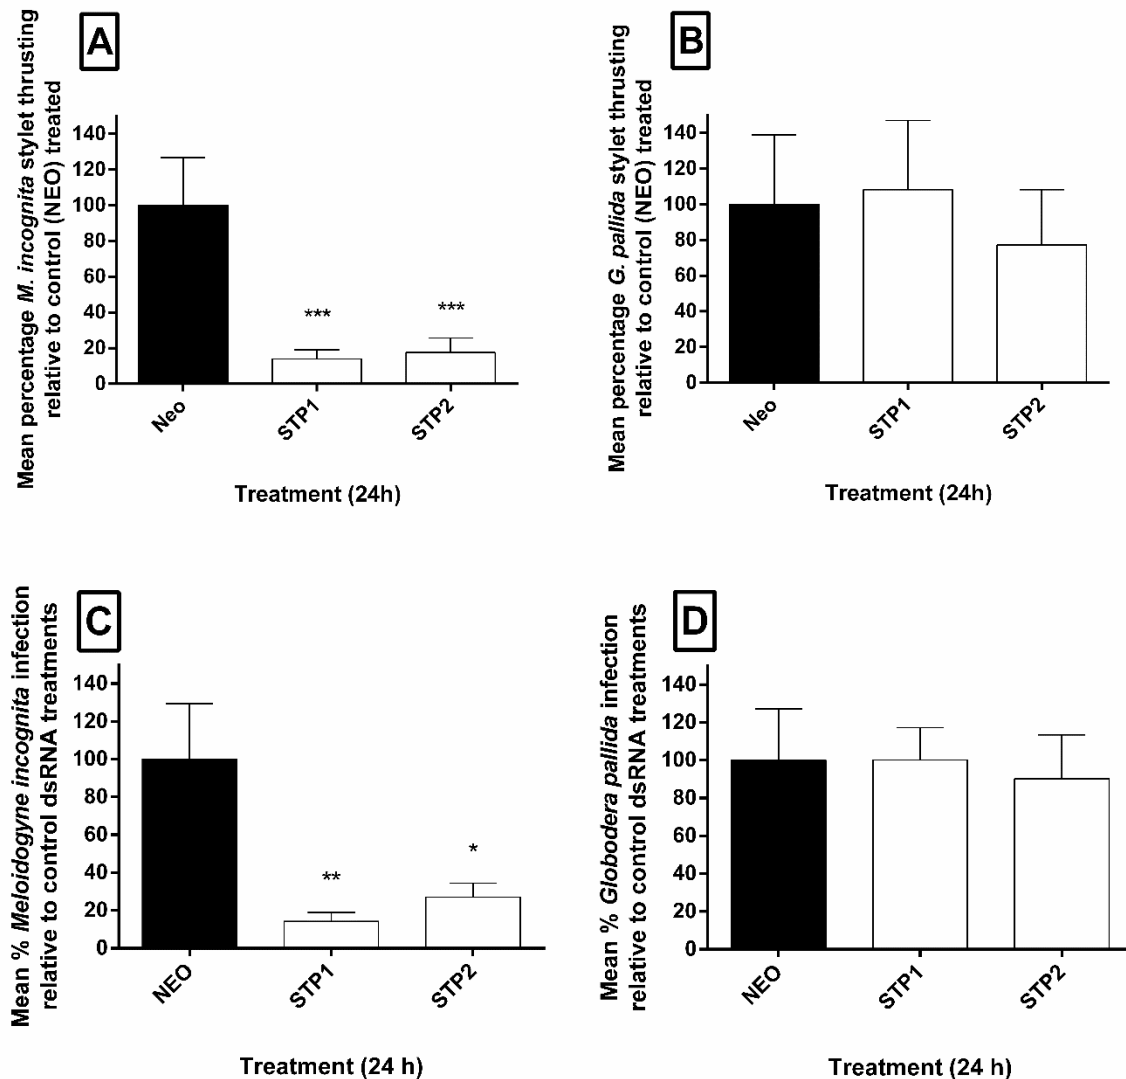 A
Mean percentage M. incognita stylet thrusting
relative to control (NEO) treated
140
120
100
80
60
40
20
0
***
***
Neo
STP1
STP2
Treatment (24h)
B
Mean percentage G. pallida stylet thrusting
relative to control (NEO) treated
140
120
100
80
60
40
20
0
Neo
STP1
STP2
Treatment (24h)
C
Mean % Meloidogyne incognita infection
relative to control dsRNA treatments
140
120
100
80
60
40
20
0
**
*
NEO
STP1
STP2
Treatment (24 h)
D
Mean % Globodera pallida infection
relative to control dsRNA treatments
140
120
100
80
60
40
20
0
NEO
STP1
STP2
Treatment (24 h)